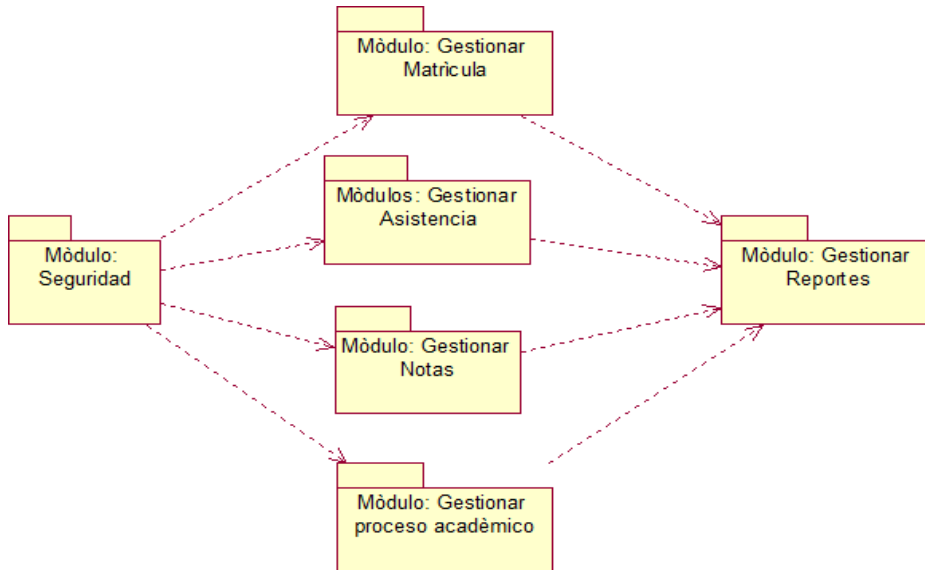 Mòdulo: Gestionar
Matrìcula
Mòdulos: Gestionar
Asistencia
Mòdulo:
Seguridad
Mòdulo: Gestionar
Reportes
Mòdulo: Gestionar
Notas
Mòdulo: Gestionar
proceso acadèmico